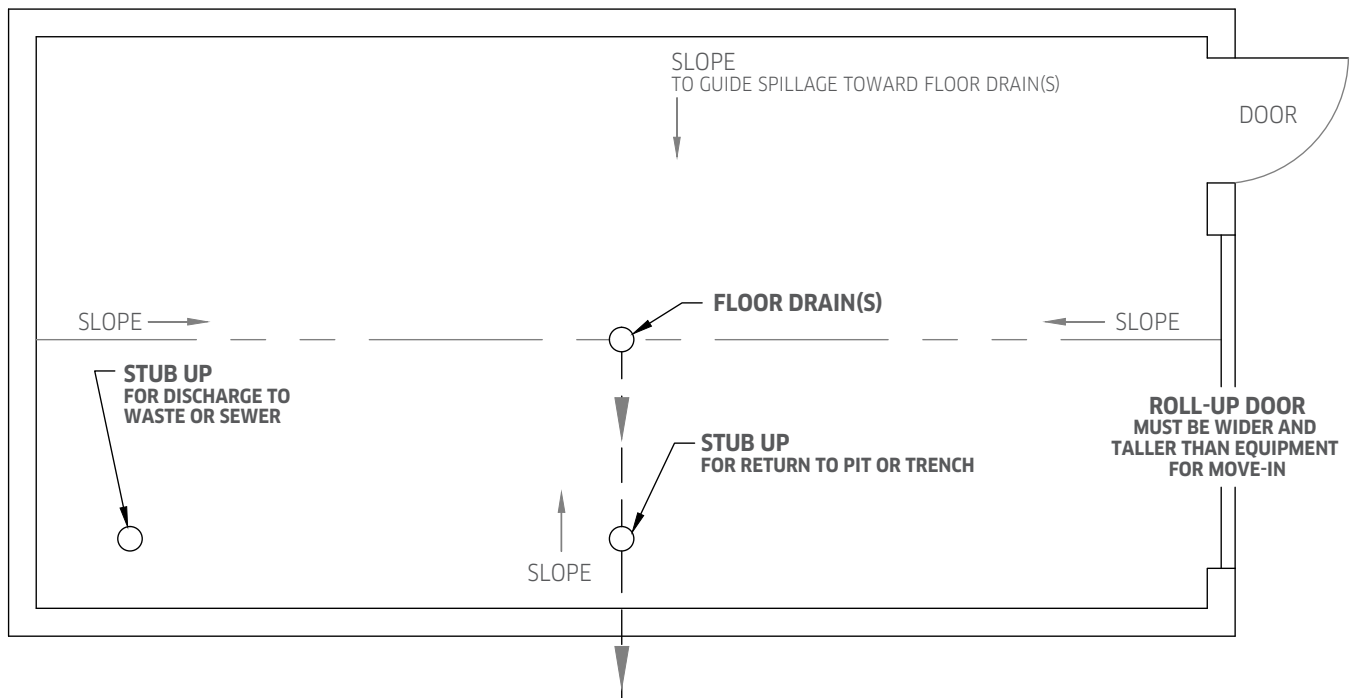 SLOPE
TO GUIDE SPILLAGE TOWARD FLOOR DRAIN(S)
DOOR
FLOOR DRAIN(S)
SLOPE
SLOPE
STUB UP
FOR DISCHARGE TO
WASTE OR SEWER
ROLL-UP DOOR
MUST BE WIDER AND
TALLER THAN EQUIPMENT
FOR MOVE-IN
STUB UP
FOR RETURN TO PIT OR TRENCH
SLOPE